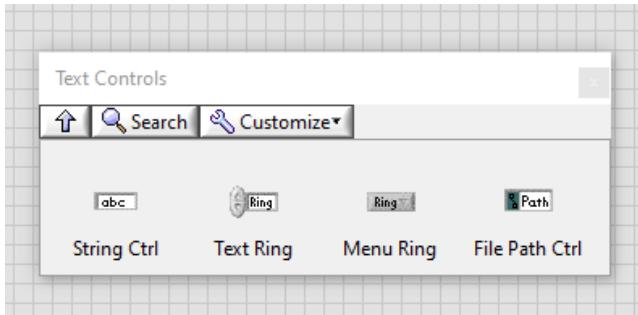 Text Controls
x
Search Customize
abc Ring Ring Path
String Ctrl Text Ring Menu Ring File Path Ctrl